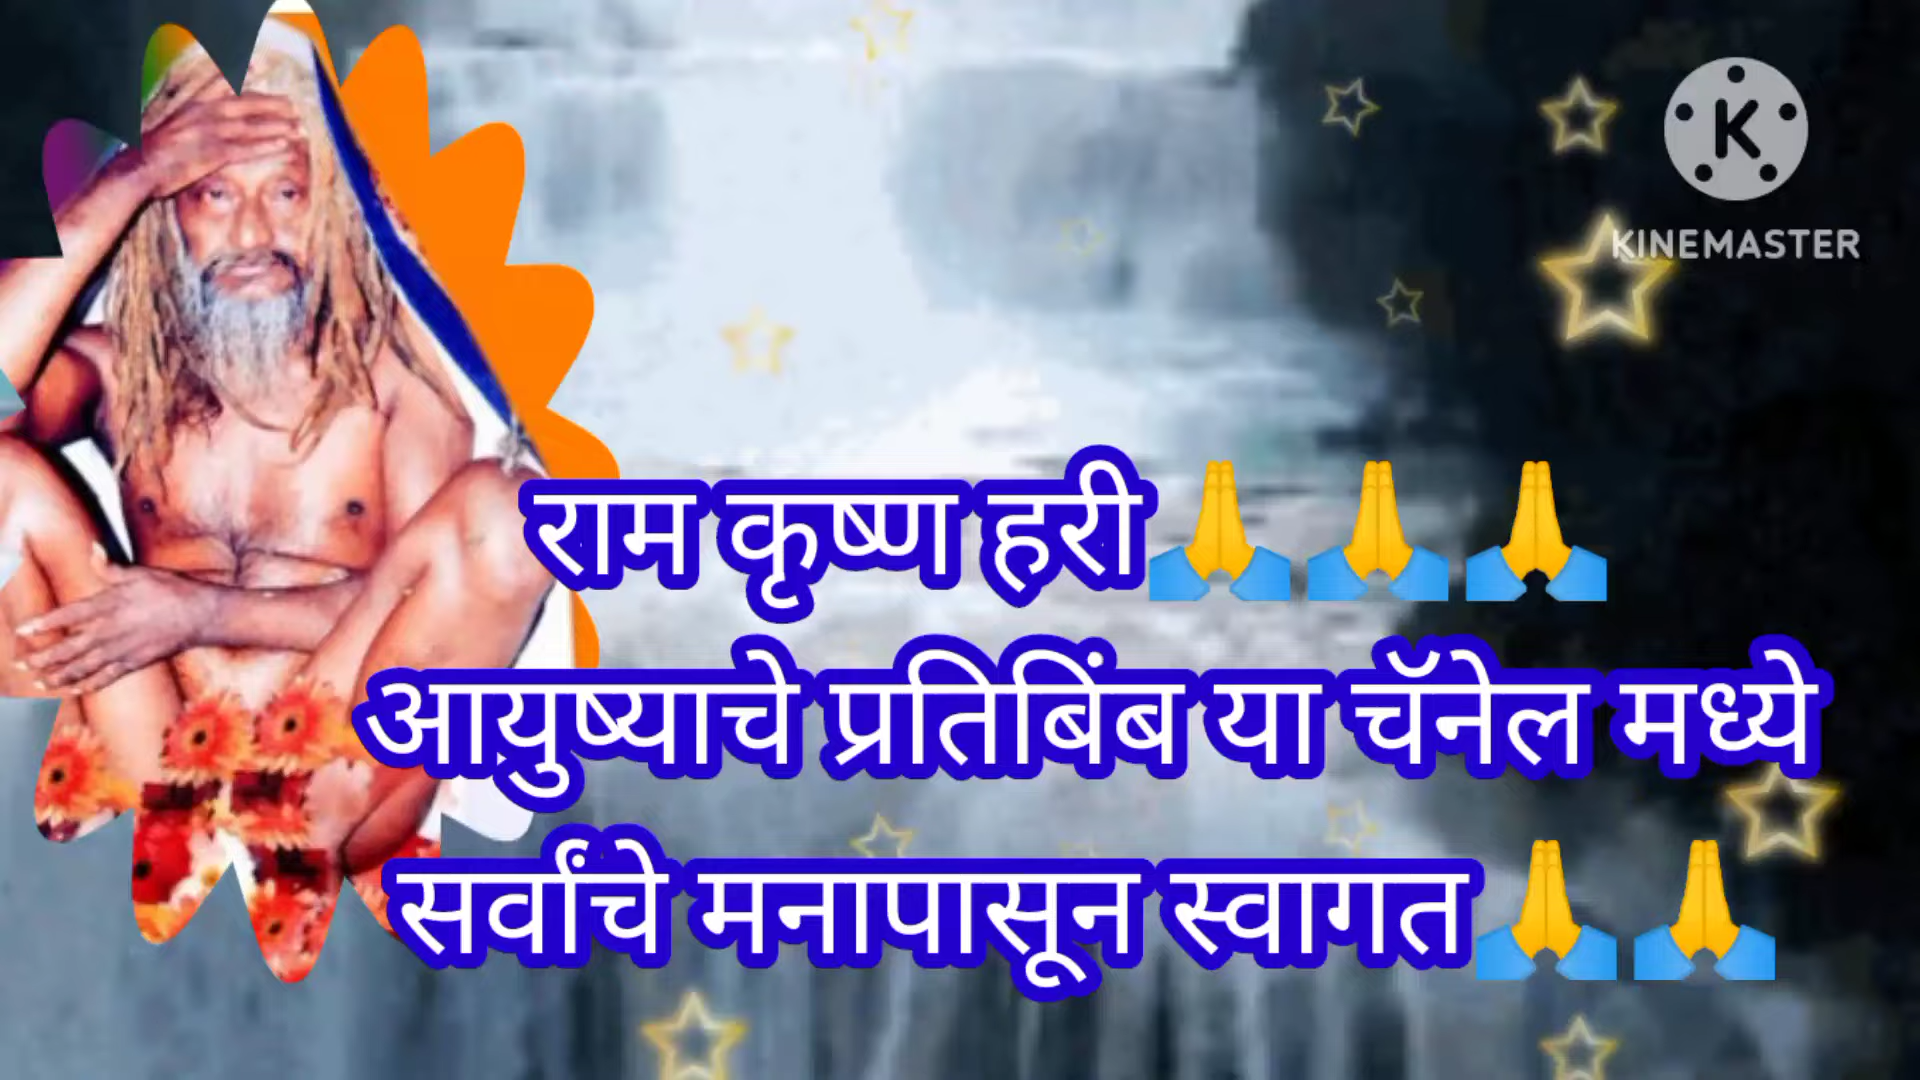 KINEMASTER
राम कृष्ण हरी🙏🙏🙏
आयुष्याचे प्रतिबिंब या चॅनेल मध्ये
सर्वांचे मनापासून स्वागत🙏🙏